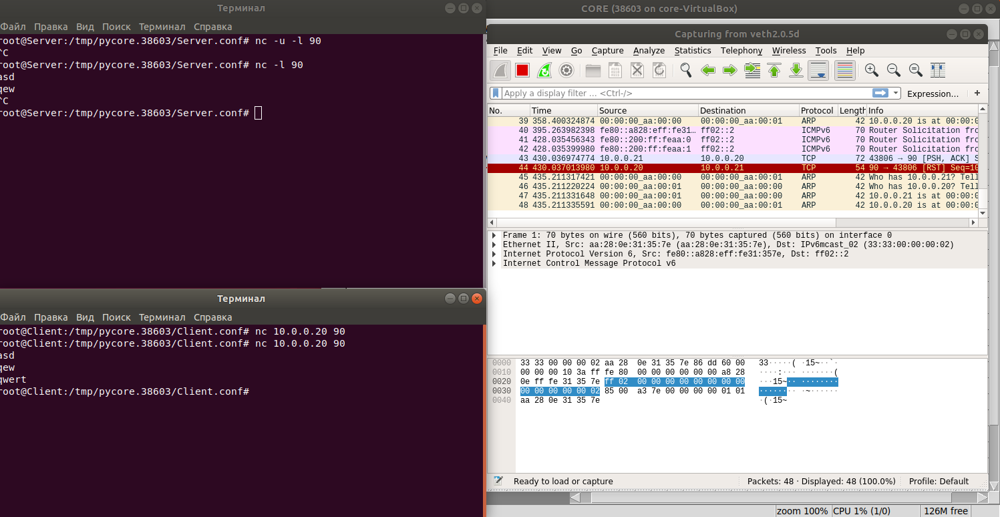 Терминал
Файл Правка Вид Поиск Терминал Справка
root@Server:/tmp/pycore.38603/Server.conf# nc -u -l 90
^C
root@Server:/tmp/pycore.38603/Server.conf# nc -l 90
asd
qew
^C
root@Server:/tmp/pycore.38603/Server.conf#
Терминал
Файл Правка Вид Поиск Терминал Справка
root@Client:/tmp/pycore.38603/Client.conf# nc 10.0.0.20 90
root@Client:/tmp/pycore.38603/Client.conf# nc 10.0.0.20 90
asd
qew
qwert
root@Client:/tmp/pycore.38603/Client.conf#
CORE (38603 on core-VirtualBox)
Capturing from veth2.0.5d
File Edit View Go Capture Analyze Statistics Telephony Wireless Tools Help
Apply a display filter ... <Ctrl-/> Expression... +
No. Time Source Destination Protocol Length Info
39 358.400324874 00:00:00_aa:00:00 00:00:00_aa:00:01 ARP 42 10.0.0.20 is at 00:00:0
40 395.263982398 fe80::a828:eff:fe31… ff02::2 ICMPv6 70 Router Solicitation fro
41 428.035456343 fe80::200:ff:feaa:0 ff02::2 ICMPv6 70 Router Solicitation fro
42 428.035399980 fe80::200:ff:feaa:1 ff02::2 ICMPv6 70 Router Solicitation fro
43 430.036974774 10.0.0.21 10.0.0.20 TCP 72 43806 → 90 [PSH, ACK] S
44 430.037013980 10.0.0.20 10.0.0.21 TCP 54 90 → 43806 [RST] Seq=10
45 435.211317421 00:00:00_aa:00:00 00:00:00_aa:00:01 ARP 42 Who has 10.0.0.21? Tell
46 435.211220224 00:00:00_aa:00:01 00:00:00_aa:00:00 ARP 42 Who has 10.0.0.20? Tell
47 435.211331648 00:00:00_aa:00:01 00:00:00_aa:00:00 ARP 42 10.0.0.21 is at 00:00:0
48 435.211335591 00:00:00_aa:00:00 00:00:00_aa:00:01 ARP 42 10.0.0.20 is at 00:00:0
Frame 1: 70 bytes on wire (560 bits), 70 bytes captured (560 bits) on interface 0
Ethernet II, Src: aa:28:0e:31:35:7e (aa:28:0e:31:35:7e), Dst: IPv6mcast_02 (33:33:00:00:00:02)
Internet Protocol Version 6, Src: fe80::a828:eff:fe31:357e, Dst: ff02::2
Internet Control Message Protocol v6
0000 33 33 00 00 00 02 aa 28 0e 31 35 7e 86 dd 60 00 33·····( ·15~··`·
0010 00 00 00 10 3a ff fe 80 00 00 00 00 00 00 a8 28 ····:··· ·······(
0020 0e ff fe 31 35 7e ff 02 00 00 00 00 00 00 00 00 ···15~·· ········
0030 00 00 00 00 00 02 85 00 a3 7e 00 00 00 00 01 01 ········ ·~······
0040 aa 28 0e 31 35 7e ·(·15~
Ready to load or capture Packets: 48 · Displayed: 48 (100.0%) Profile: Default
zoom 100% CPU 1% (1/0) 126M free